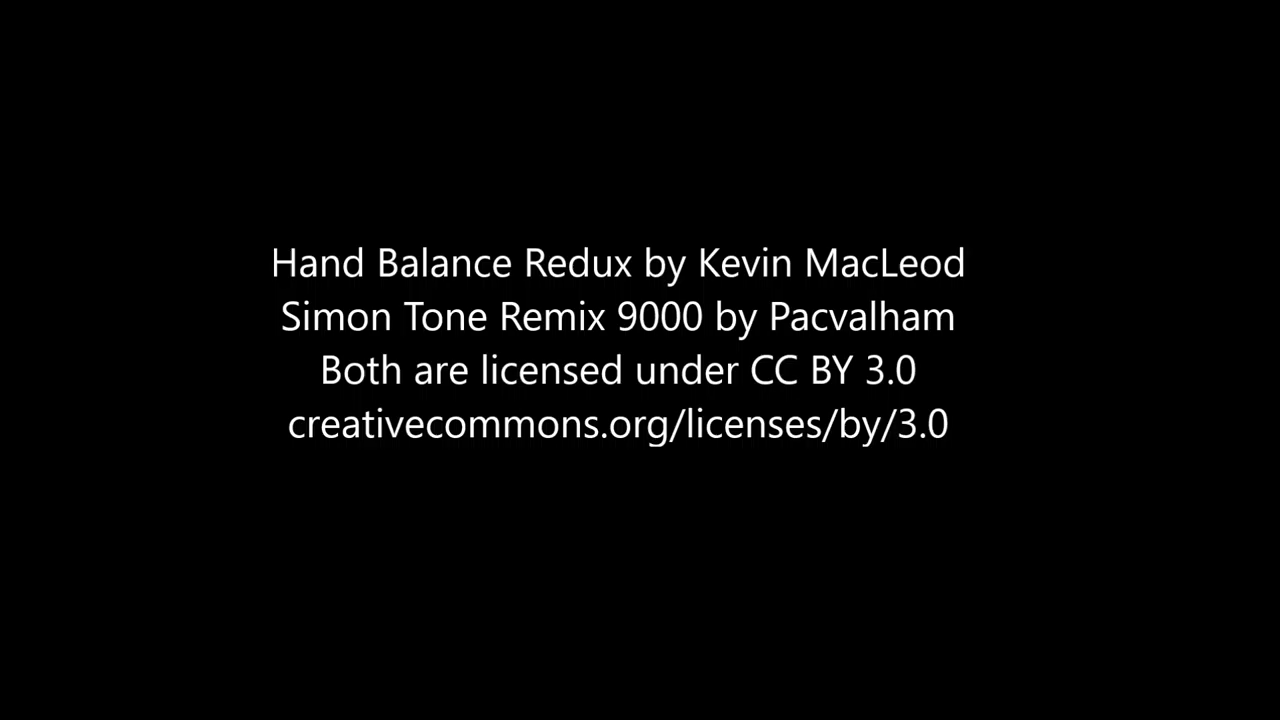 Hand Balance Redux by Kevin MacLeod
Simon Tone Remix 9000 by Pacvalham
Both are licensed under CC BY 3.0
creativecommons.org/licenses/by/3.0